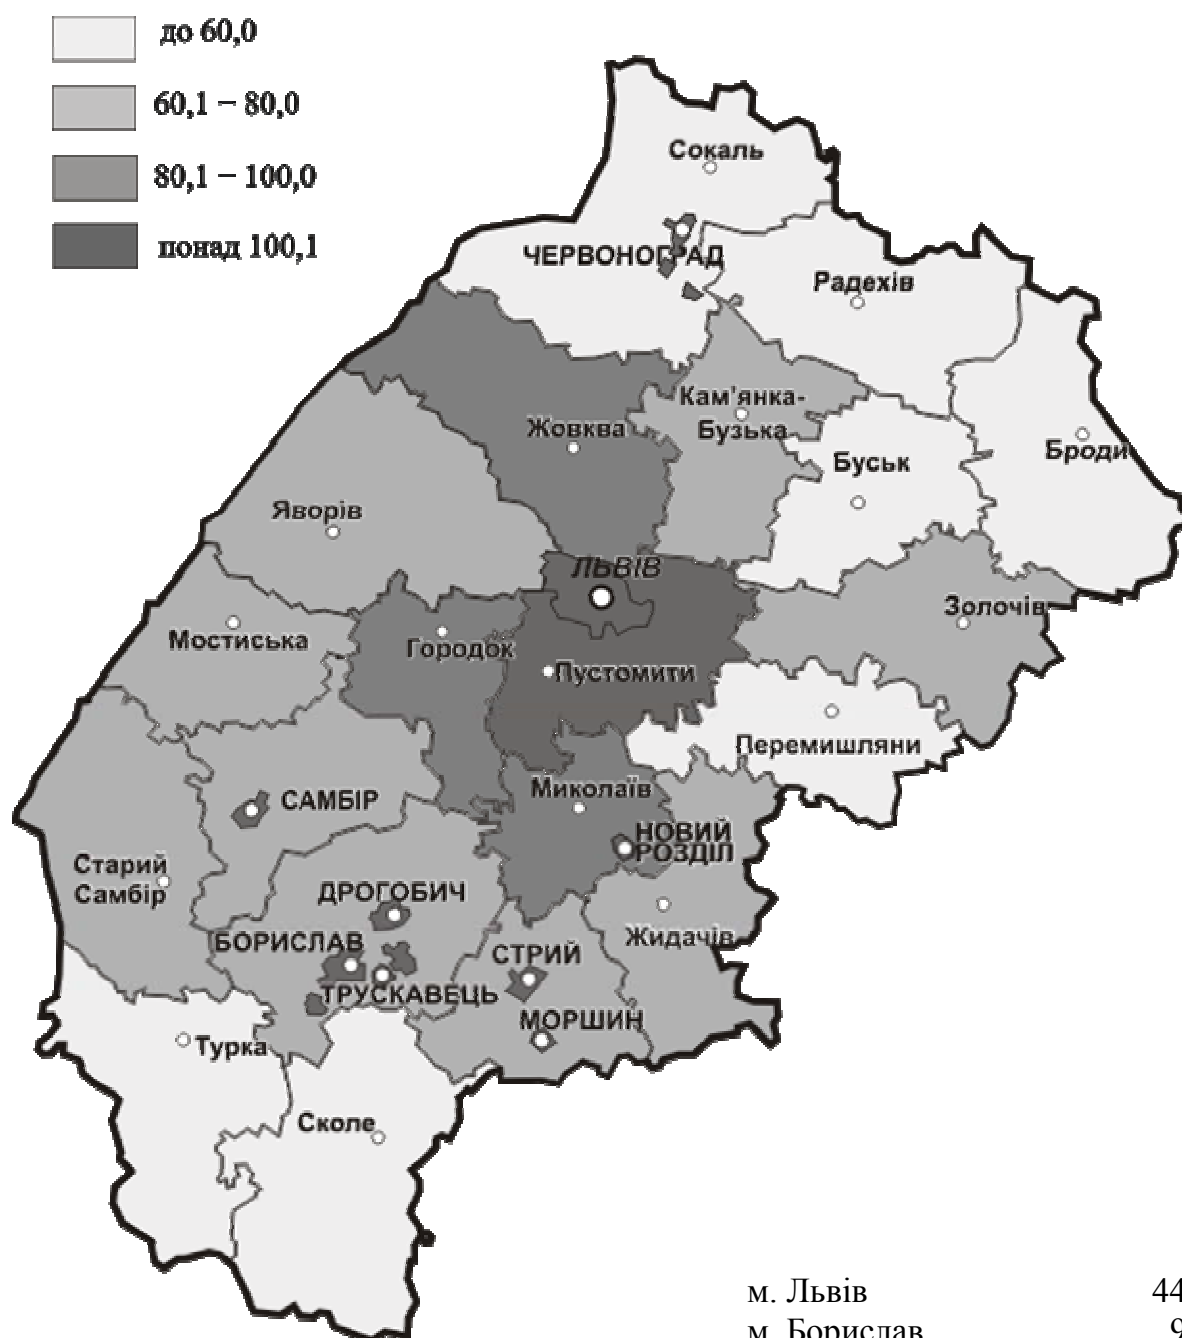 до 60,0
60,1 – 80,0
80,1 – 100,0
понад 100,1
Сокаль
ЧЕРВОНОГРАД
Радехів
Кам'янка-
Бузька
Жовква
Броди
Буськ
Яворів
ЛЬВІВ
Золочів
Мостиська
Городок
Пустомити
Перемишляни
Миколаїв
САМБІР
НОВИЙ
РОЗДІЛ
Старий
Самбір
ДРОГОБИЧ
Жидачів
БОРИСЛАВ
СТРИЙ
ТРУСКАВЕЦЬ
МОРШИН
Турка
Сколе
м. Львів 44
м. Борислав 9